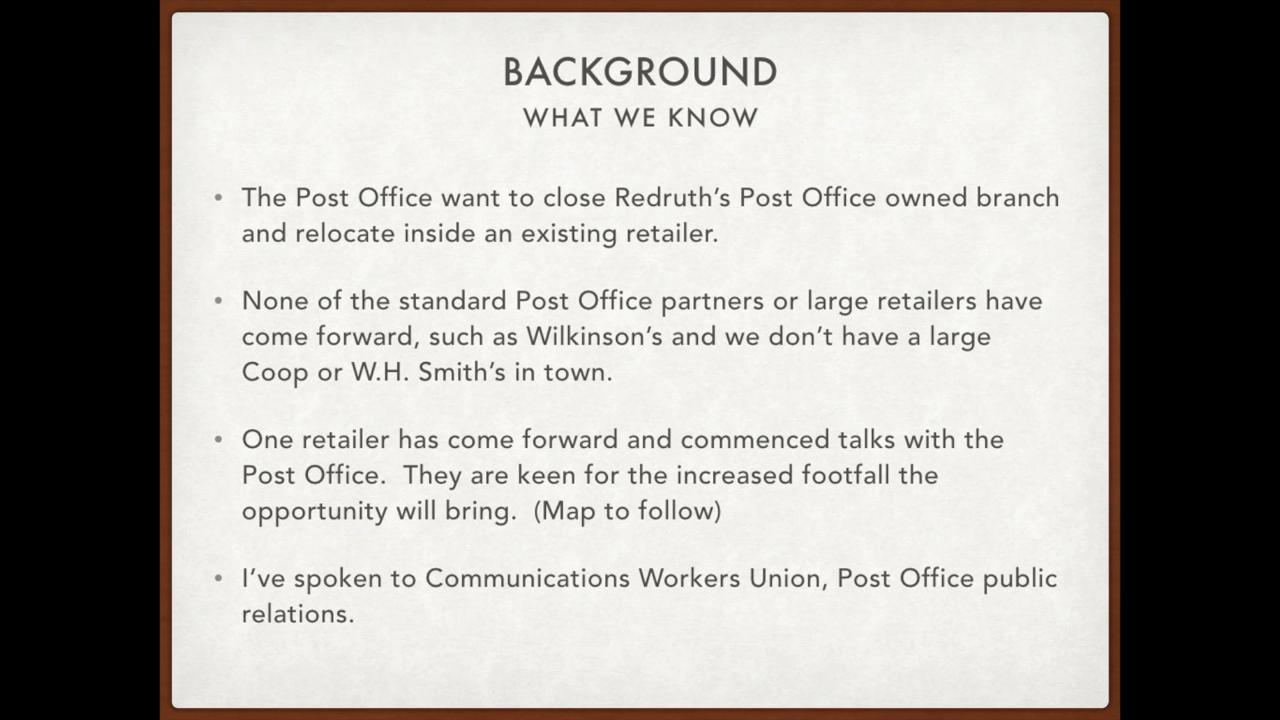 BACKGROUND
WHAT WE KNOW
• The Post Office want to close Redruth’s Post Office owned branch
and relocate inside an existing retailer.
• None of the standard Post Office partners or large retailers have
come forward, such as Wilkinson’s and we don’t have a large
Coop or W.H. Smith’s in town.
• One retailer has come forward and commenced talks with the
Post Office.  They are keen for the increased footfall the
opportunity will bring.  (Map to follow)
• I’ve spoken to Communications Workers Union, Post Office public
relations.